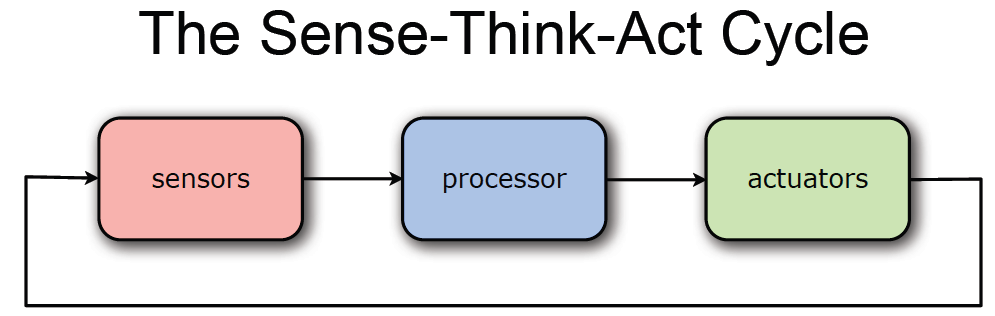 The Sense-Think-Act Cycle
sensors
processor
actuators